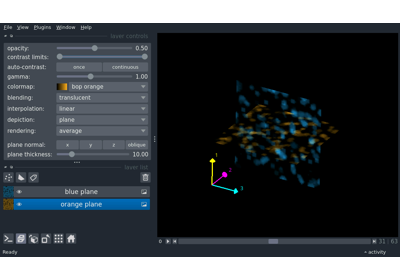 File View Plugins Window Help
layer controls
opacity: 0.50
contrast limits:
auto-contrast: once continuous
gamma: 1.00
colormap: bop orange
blending: translucent
interpolation: linear
depiction: plane
rendering: average
plane normal: x y z oblique
plane thickness: 10.00
layer list
blue plane
orange plane
1
2
3
0 31 63
Ready activity